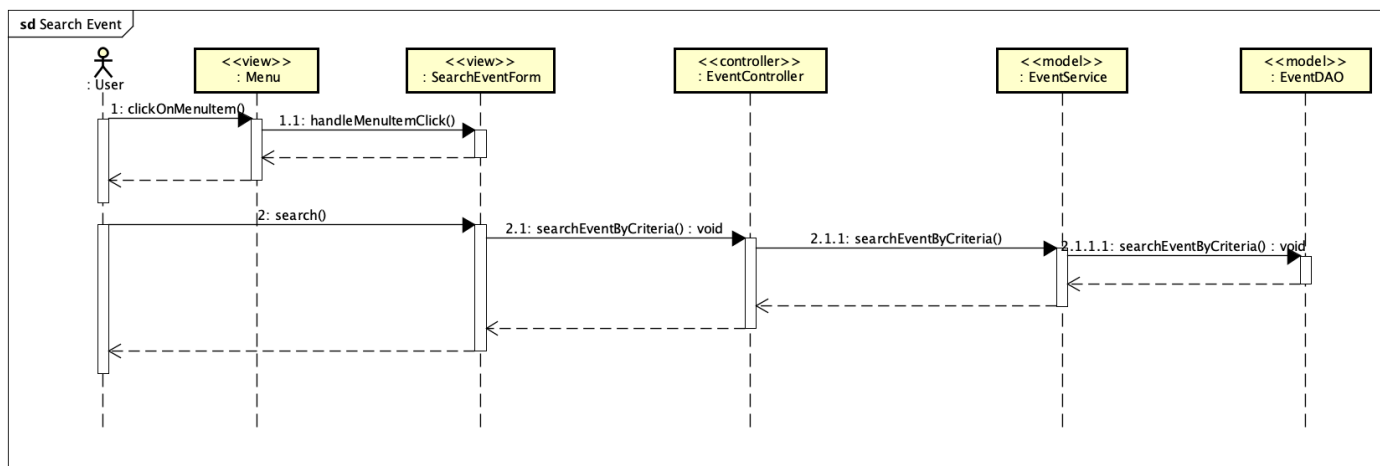 sd Search Event
<<view>>
: Menu
<<view>>
: SearchEventForm
<<controller>>
: EventController
<<model>>
: EventService
<<model>>
: EventDAO
: User
1: clickOnMenuItem()
1.1: handleMenuItemClick()
2: search()
2.1: searchEventByCriteria() : void
2.1.1: searchEventByCriteria()
2.1.1.1: searchEventByCriteria() : void